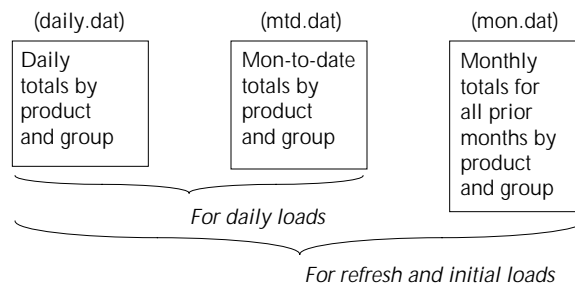 (daily.dat)
(mtd.dat)
(mon.dat)
Daily
totals by
product
and group
Mon-to-date
totals by
product
and group
Monthly
totals for
all prior
months by
product
and group
For daily loads
For refresh and initial loads